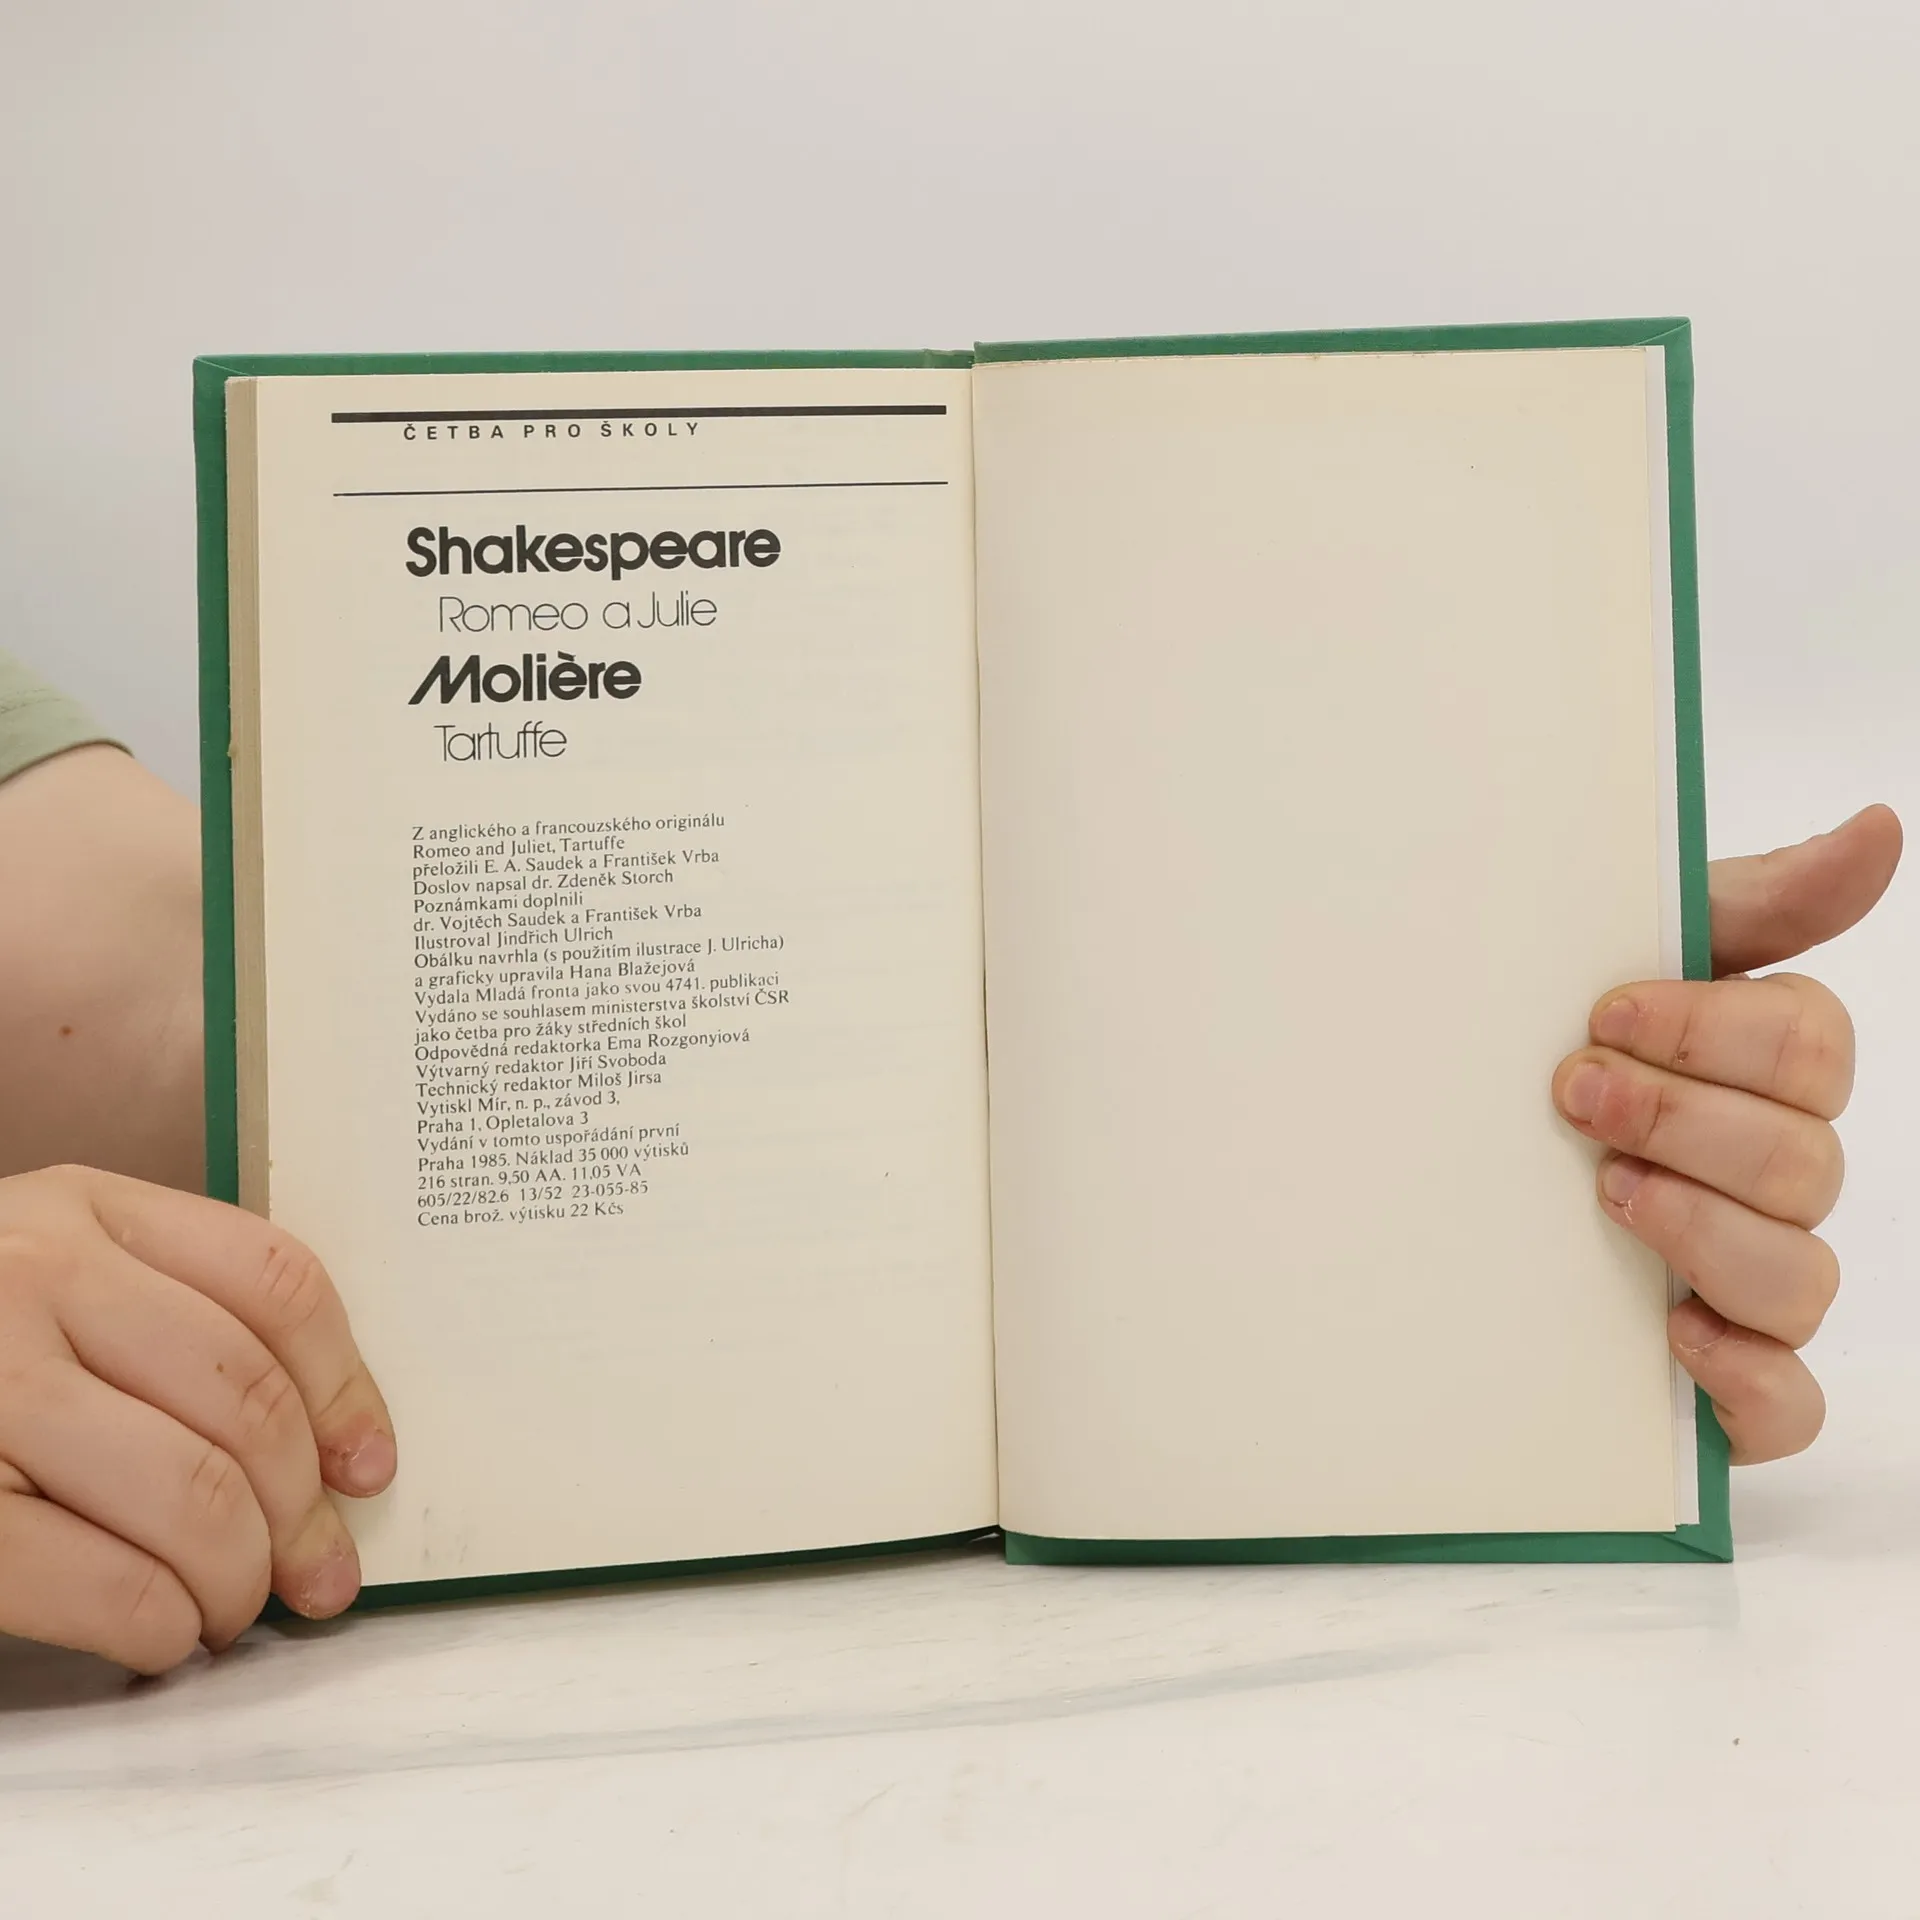 ČETBA PRO ŠKOLY
Shakespeare
Romeo a Julie
Molière
Tartuffe
Z anglického a francouzského originálu
Romeo and Juliet, Tartuffe
přeložili E. A. Saudek a František Vrba
Doslov napsal dr. Zdeněk Storch
Poznámkami doplnili
dr. Vojtěch Saudek a František Vrba
Ilustroval Jindřich Ulrich
Obálku navrhla (s použitím ilustrace J. Ulricha)
a graficky upravila Hana Blažejová
Vydala Mladá fronta jako svou 4741. publikaci
Vydáno se souhlasem ministerstva školství ČSR
jako četba pro žáky středních škol
Odpovědná redaktorka Ema Rozgonyiová
Výtvarný redaktor Jiří Svoboda
Technický redaktor Miloš Jirsa
Vytiskl Mír, n. p., závod 3,
Praha 1, Opletalova 3
Vydání v tomto uspořádání první
Praha 1985. Náklad 35 000 výtisků
216 stran. 9,50 AA. 11,05 VA
605/22/82.6 13/52 23-055-85
Cena brož. výtisku 22 Kčs